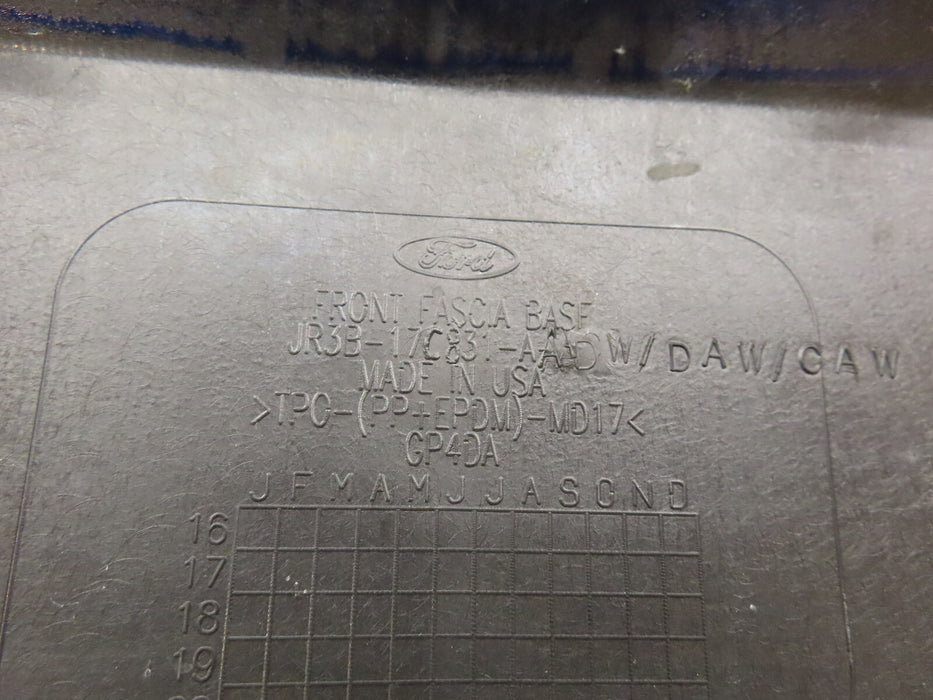 Ford
FRONT FASCIA BASE
JR3B-17C831- W/DAW/CAW
MADE IN USA
>TPO-(PP+EPDM)-MD17<
GP4DA
J F M A M J J A S O N D
16
17
18
19